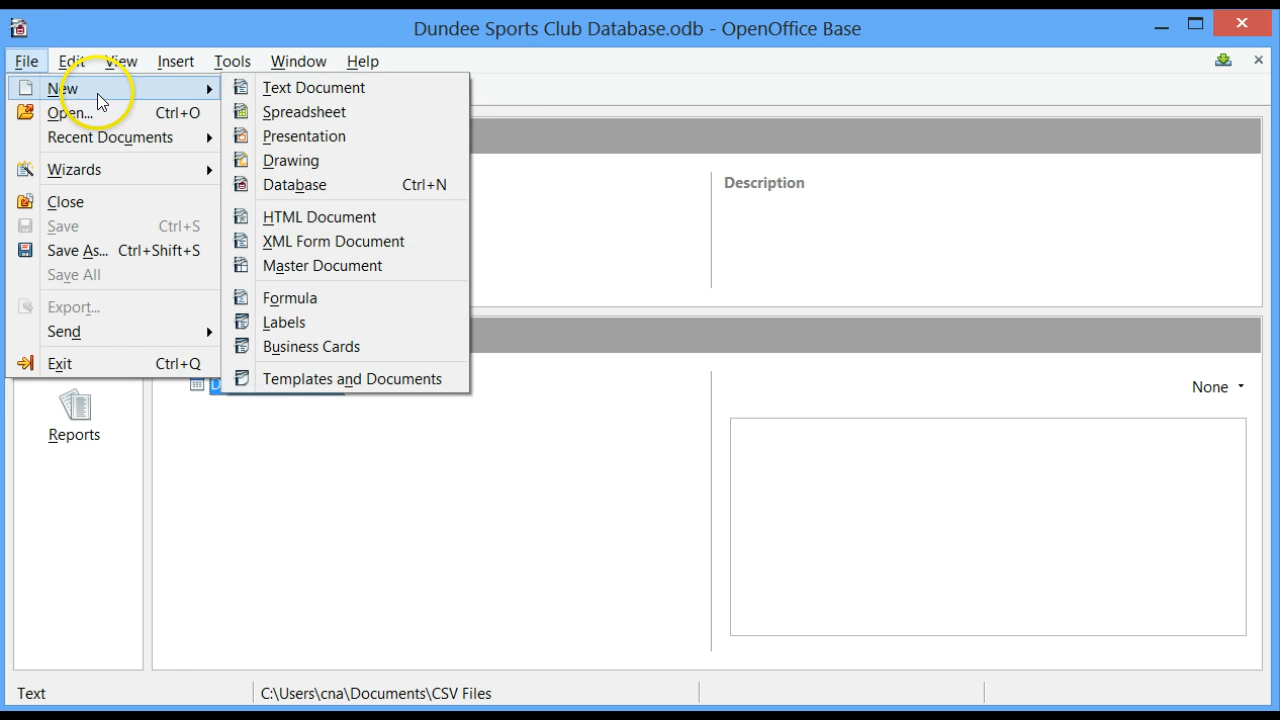 Dundee Sports Club Database.odb - OpenOffice Base
File Edit View Insert Tools Window Help
New
Open... Ctrl+O
Recent Documents
Wizards
Close
Save Ctrl+S
Save As... Ctrl+Shift+S
Save All
Export...
Send
Exit Ctrl+Q
Text Document
Spreadsheet
Presentation
Drawing
Database Ctrl+N
HTML Document
XML Form Document
Master Document
Formula
Labels
Business Cards
Templates and Documents
Description
None
Reports
Text
C:\Users\cna\Documents\CSV Files